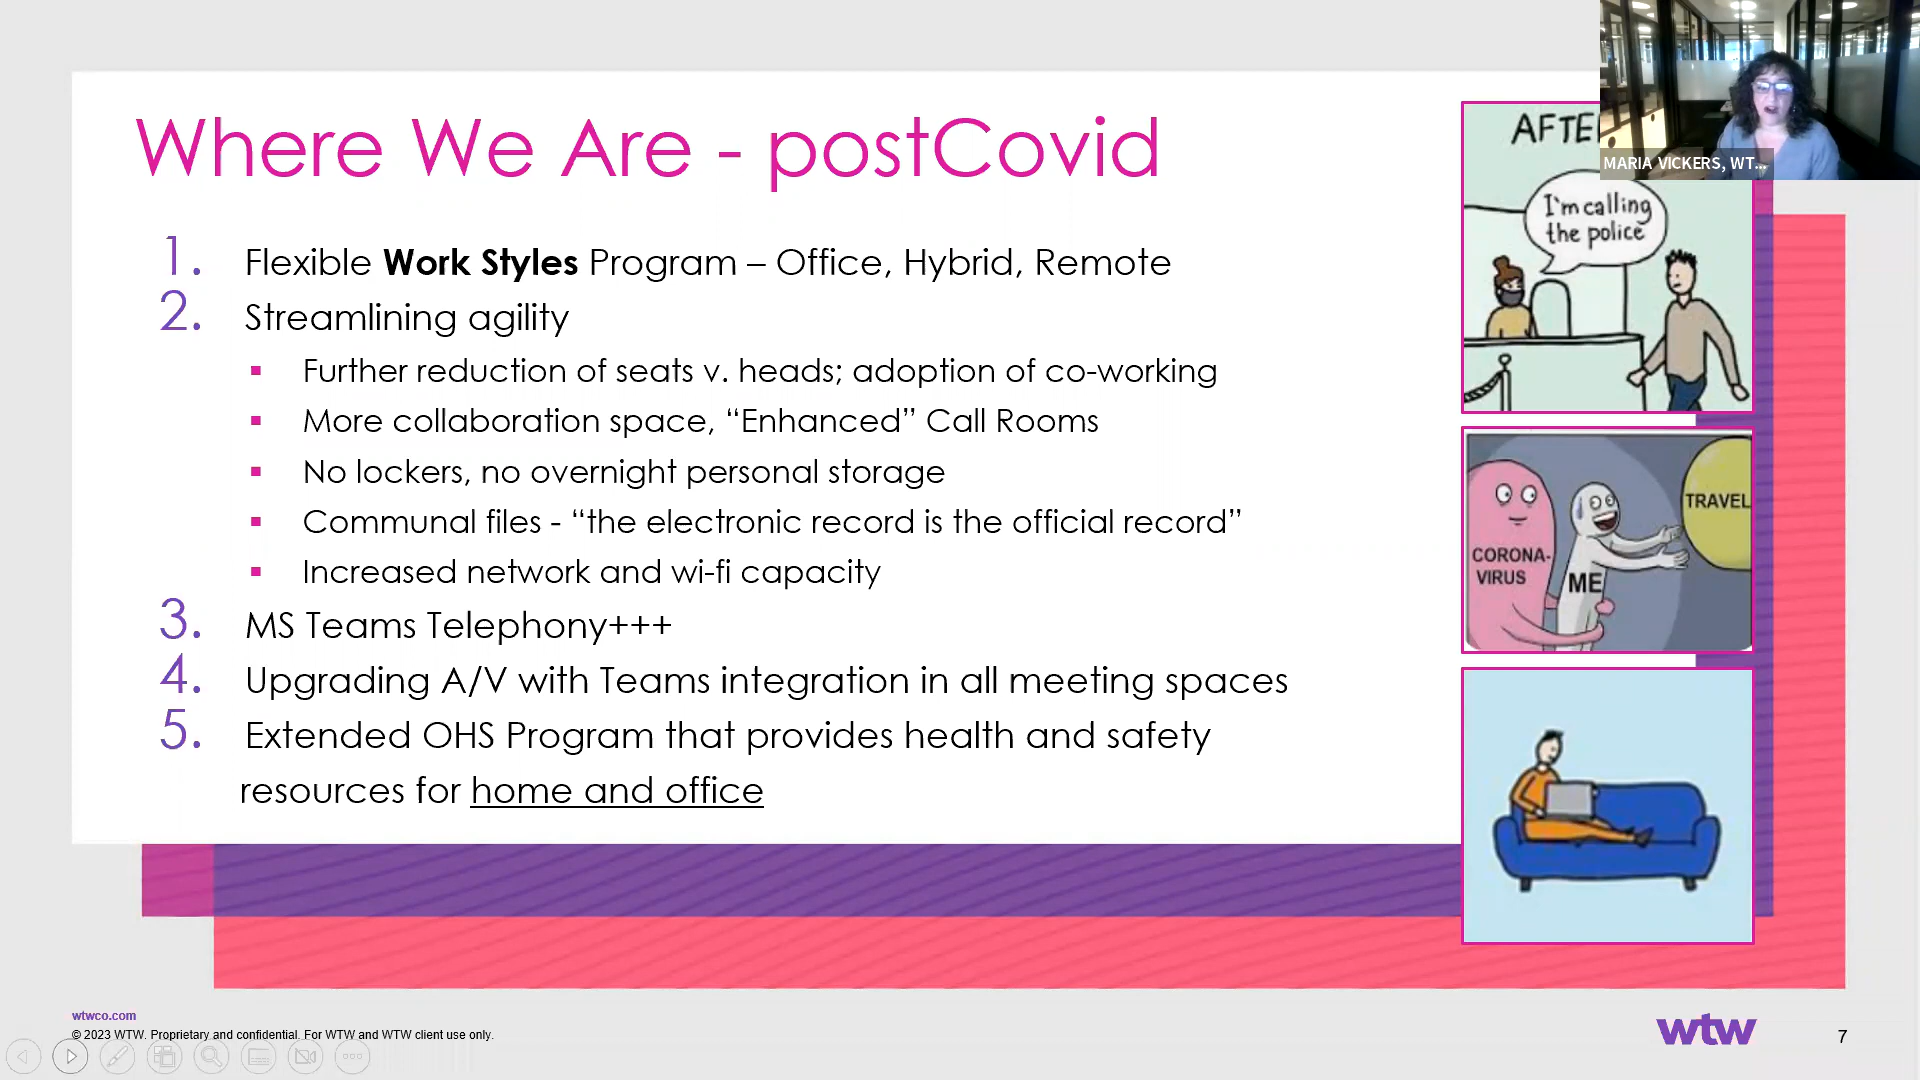 Where We Are - postCovid
1. Flexible Work Styles Program – Office, Hybrid, Remote
2. Streamlining agility
▪ Further reduction of seats v. heads; adoption of co-working
▪ More collaboration space, “Enhanced” Call Rooms
▪ No lockers, no overnight personal storage
▪ Communal files - “the electronic record is the official record”
▪ Increased network and wi-fi capacity
3. MS Teams Telephony+++
4. Upgrading A/V with Teams integration in all meeting spaces
5. Extended OHS Program that provides health and safety
resources for home and office
MARIA VICKERS, WT...
I'm calling
the police
TRAVEL
CORONA-
VIRUS
ME
wtwco.com
© 2023 WTW. Proprietary and confidential. For WTW and WTW client use only.
wtw
7